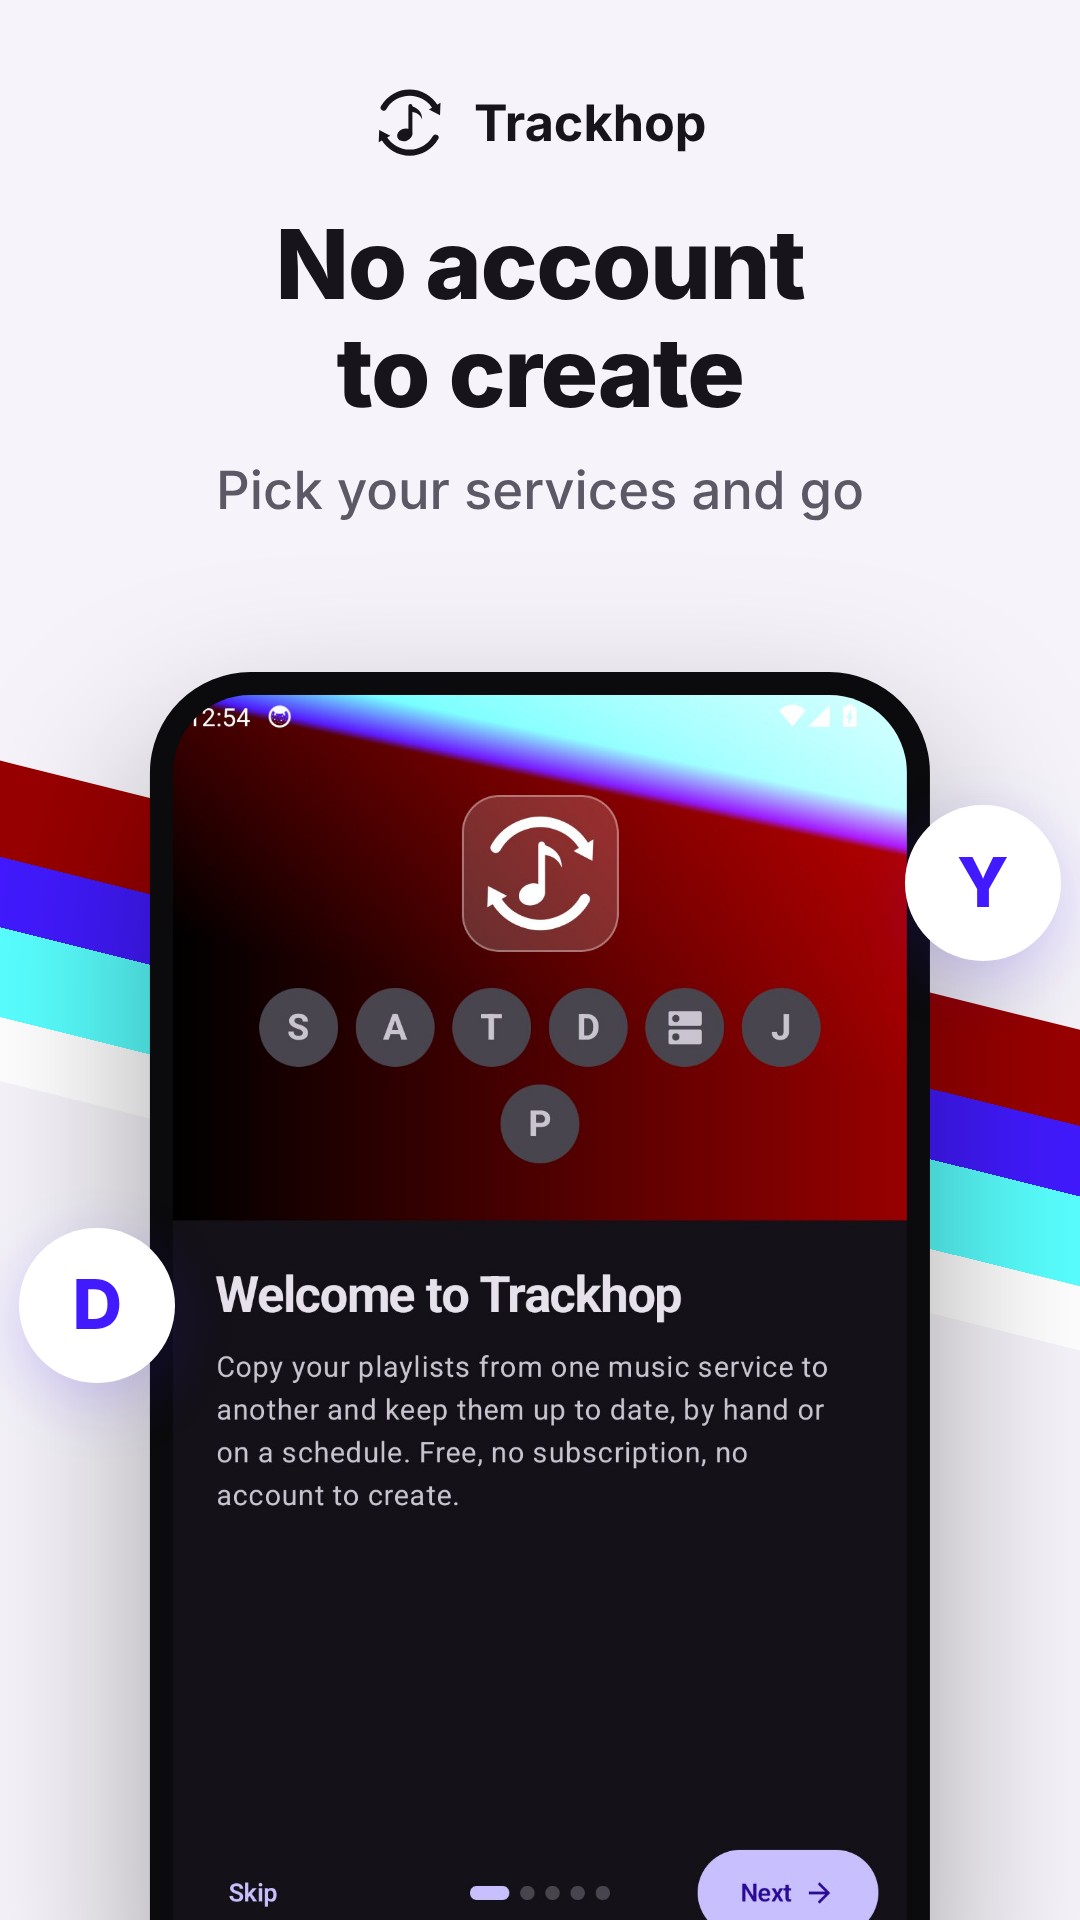 Trackhop
No account
to create
Pick your services and go
12:54
Y
S A T D J
P
D
Welcome to Trackhop
Copy your playlists from one music service to
another and keep them up to date, by hand or
on a schedule. Free, no subscription, no
account to create.
Skip
Next